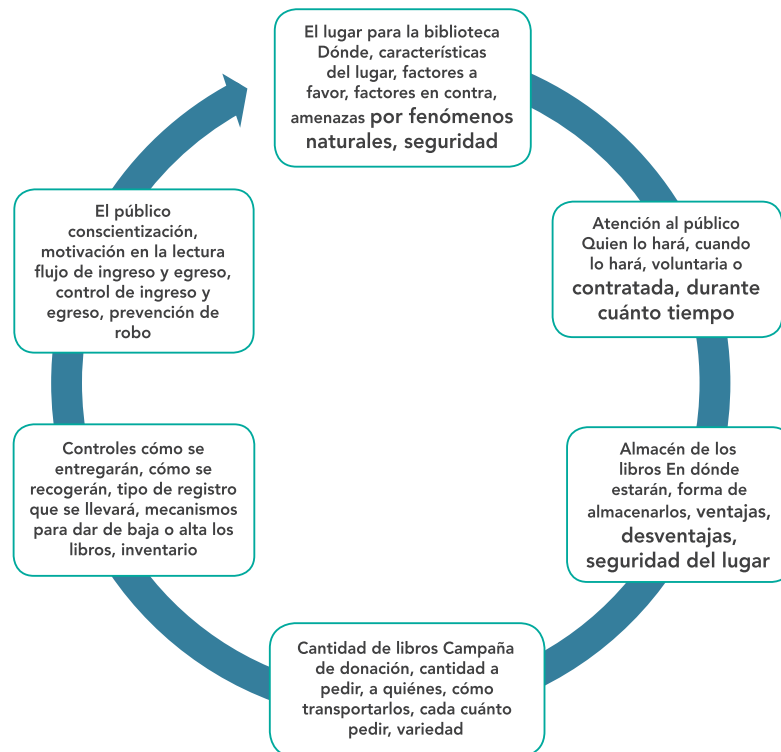 El lugar para la biblioteca
Dónde, características
del lugar, factores a
favor, factores en contra,
amenazas por fenómenos
naturales, seguridad
Atención al público
Quien lo hará, cuando
lo hará, voluntaria o
contratada, durante
cuánto tiempo
Almacén de los
libros En dónde
estarán, forma de
almacenarlos, ventajas,
desventajas,
seguridad del lugar
Cantidad de libros Campaña
de donación, cantidad a
pedir, a quiénes, cómo
transportarlos, cada cuánto
pedir, variedad
Controles cómo se
entregarán, cómo se
recogerán, tipo de registro
que se llevará, mecanismos
para dar de baja o alta los
libros, inventario
El público
conscientización,
motivación en la lectura
flujo de ingreso y egreso,
control de ingreso y
egreso, prevención de
robo